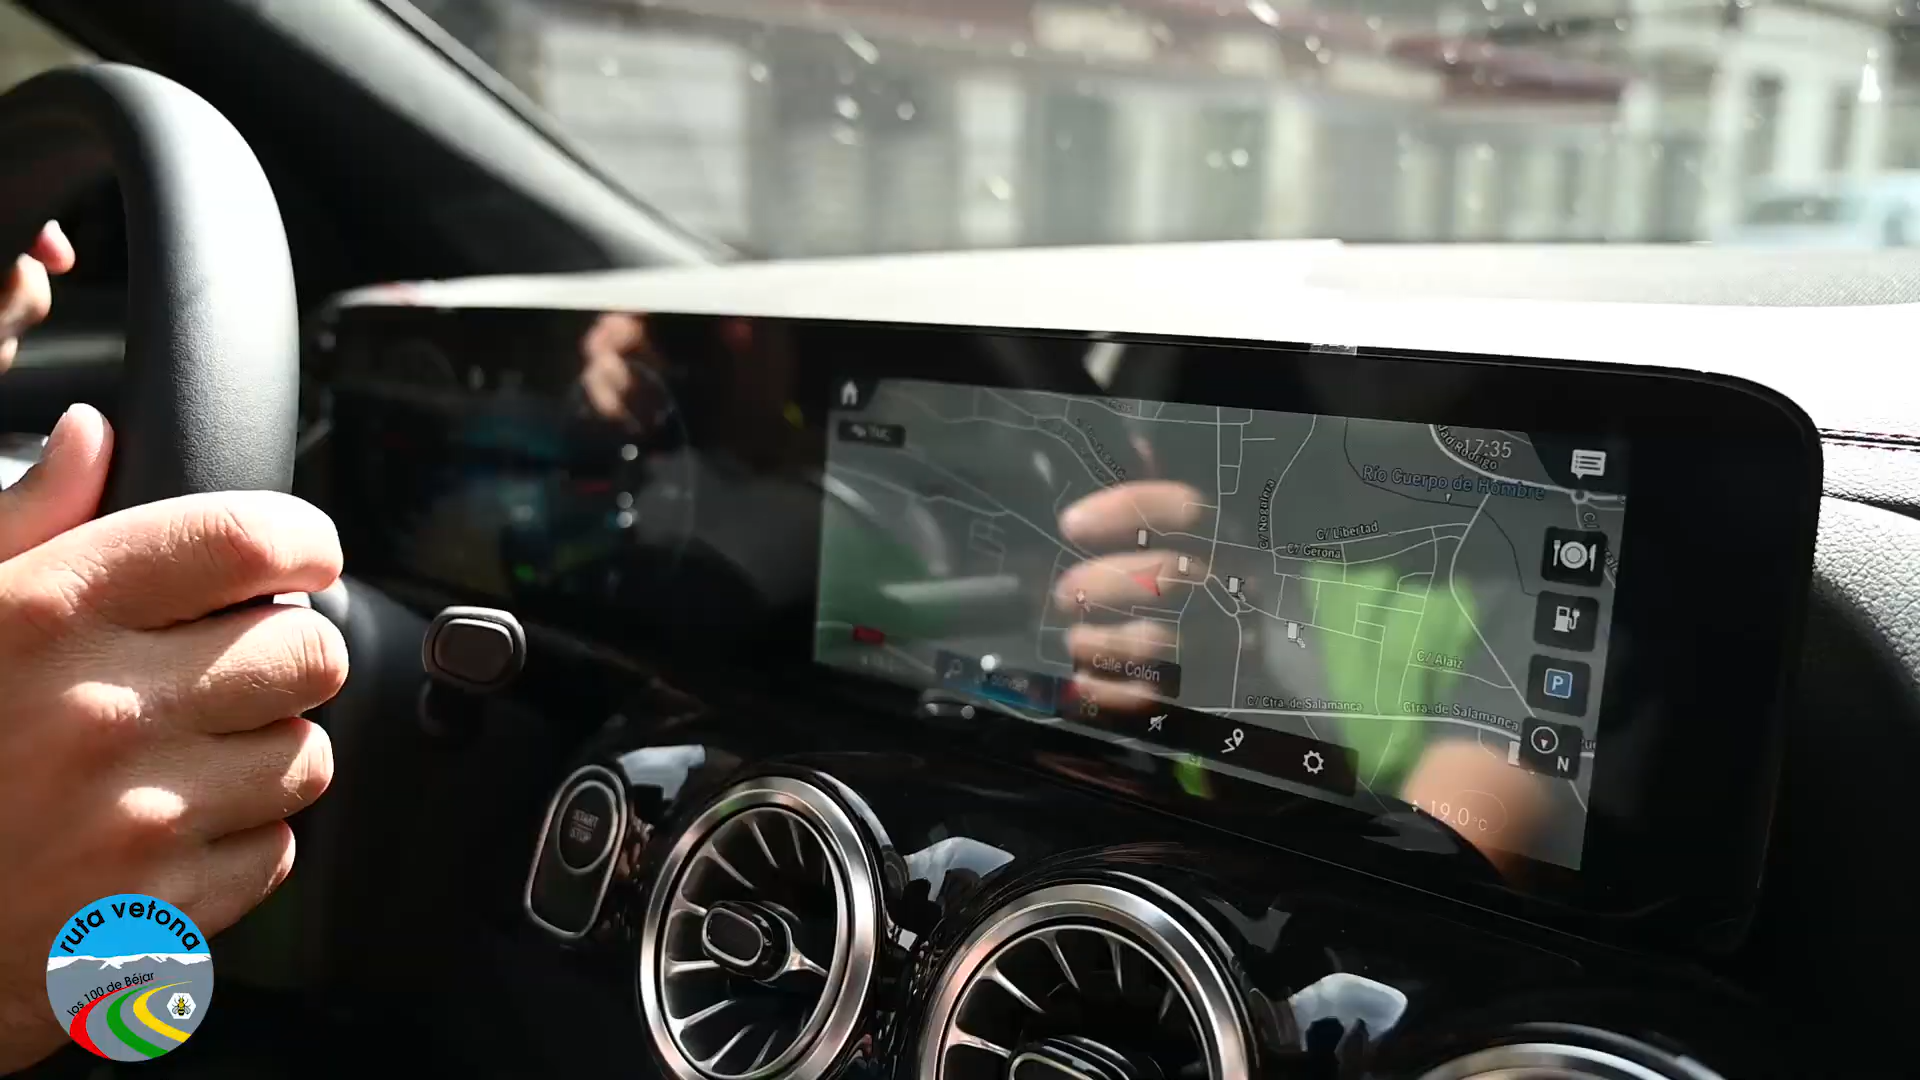 17:35
Río Cuerpo de Hombre
C/ Nogalera
C/ Libertad
C/ Gerona
C/ Alaiz
Calle Colón
C/ Ctra. de Salamanca
Ctra. de Salamanca
P
N
19.0 °C
START
STOP
ruta vetona
los 100 de Béjar